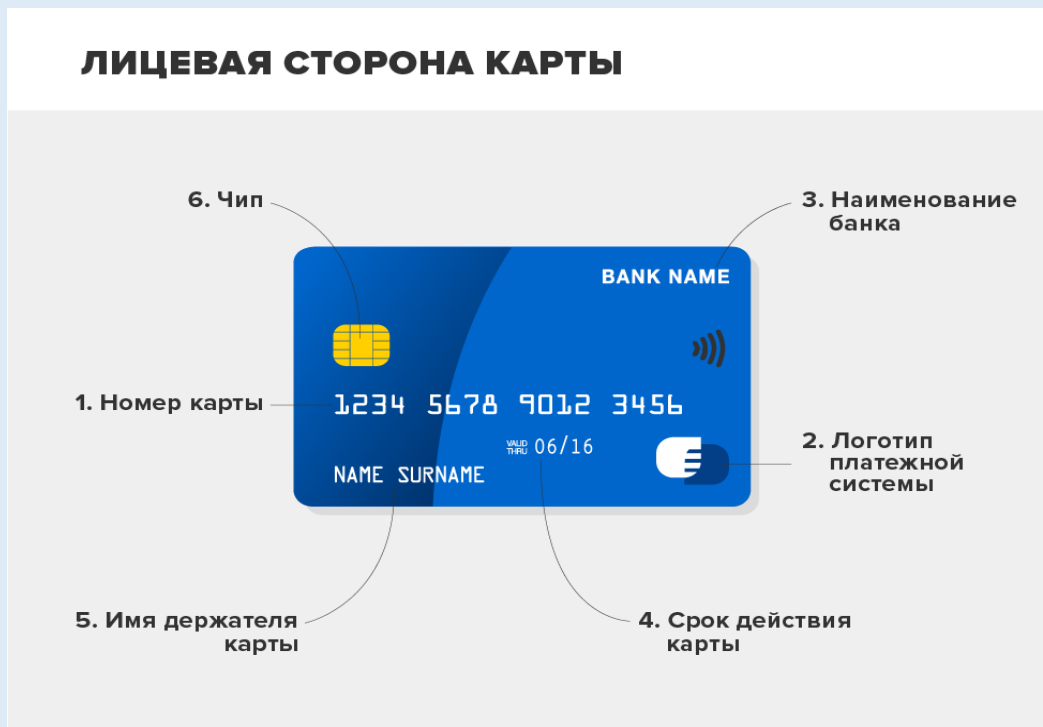 ЛИЦЕВАЯ СТОРОНА КАРТЫ
6. Чип
3. Наименование
банка
BANK NAME
1. Номер карты
1234 5678 9012 3456
VALID
THRU
06/16
2. Логотип
платежной
системы
NAME SURNAME
5. Имя держателя
карты
4. Срок действия
карты